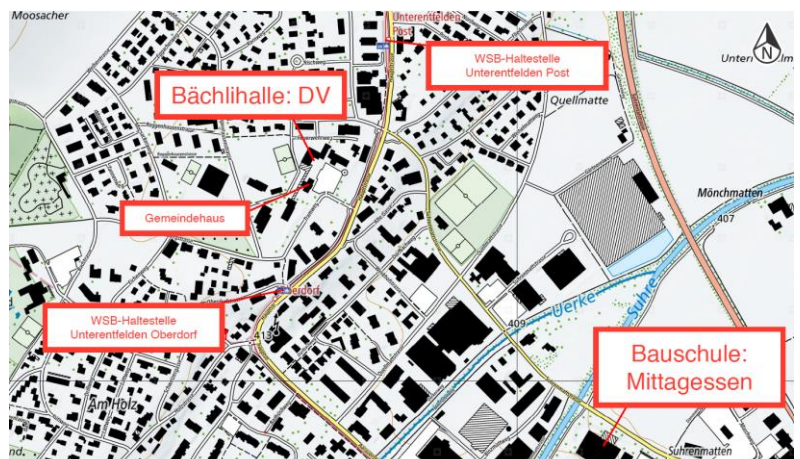 Moosacher
Unterentfelden
Post
WSB-Haltestelle
Unterentfelden Post
N
Bächlihalle: DV
Quellmatte
Gemeindehaus
Mönchmatten
407
WSB-Haltestelle
Unterentfelden Oberdorf
413
Uerke
Suhre
409
Bauschule:
Mittagessen
Am Holz
Suhrenmatten